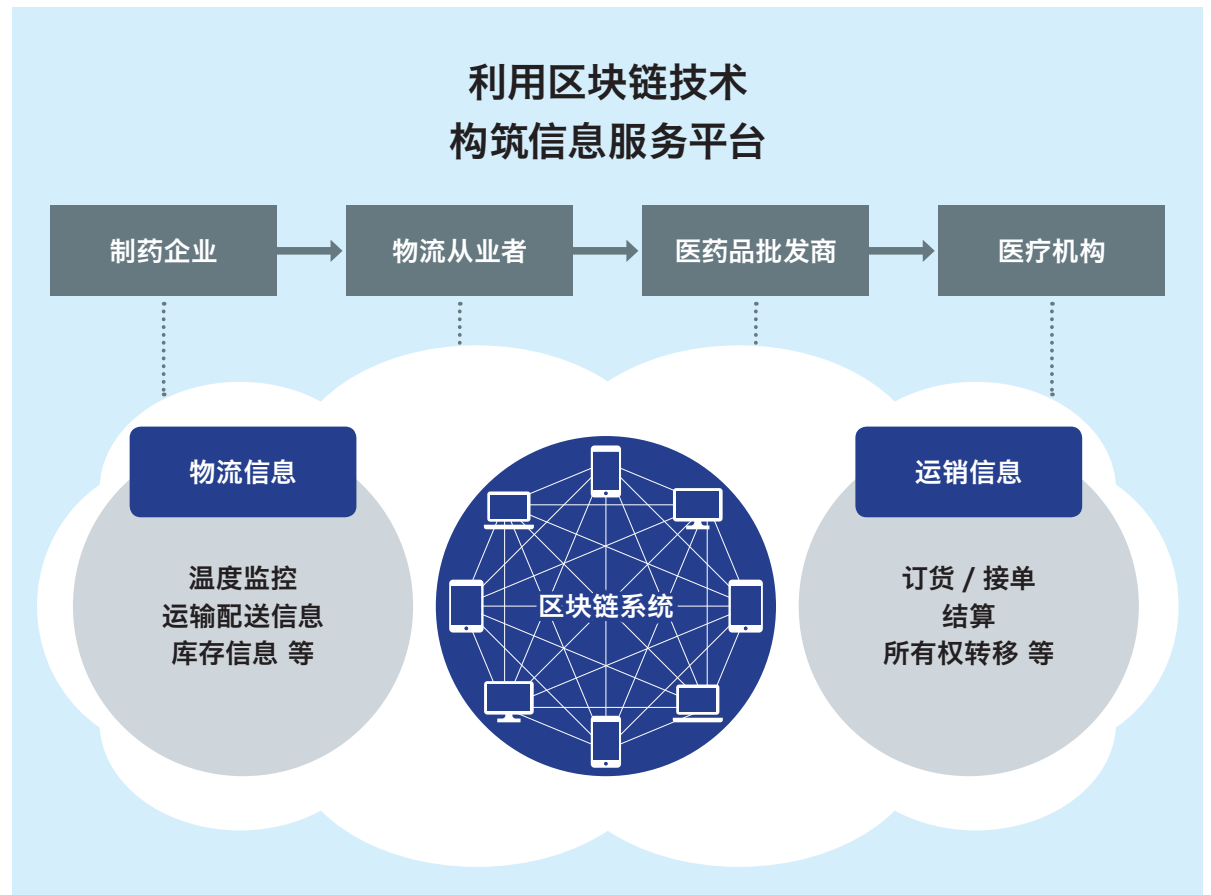 利用区块链技术
构筑信息服务平台
制药企业
物流从业者
医药品批发商
医疗机构
物流信息
温度监控
运输配送信息
库存信息 等
区块链系统
运销信息
订货 / 接单
结算
所有权转移 等